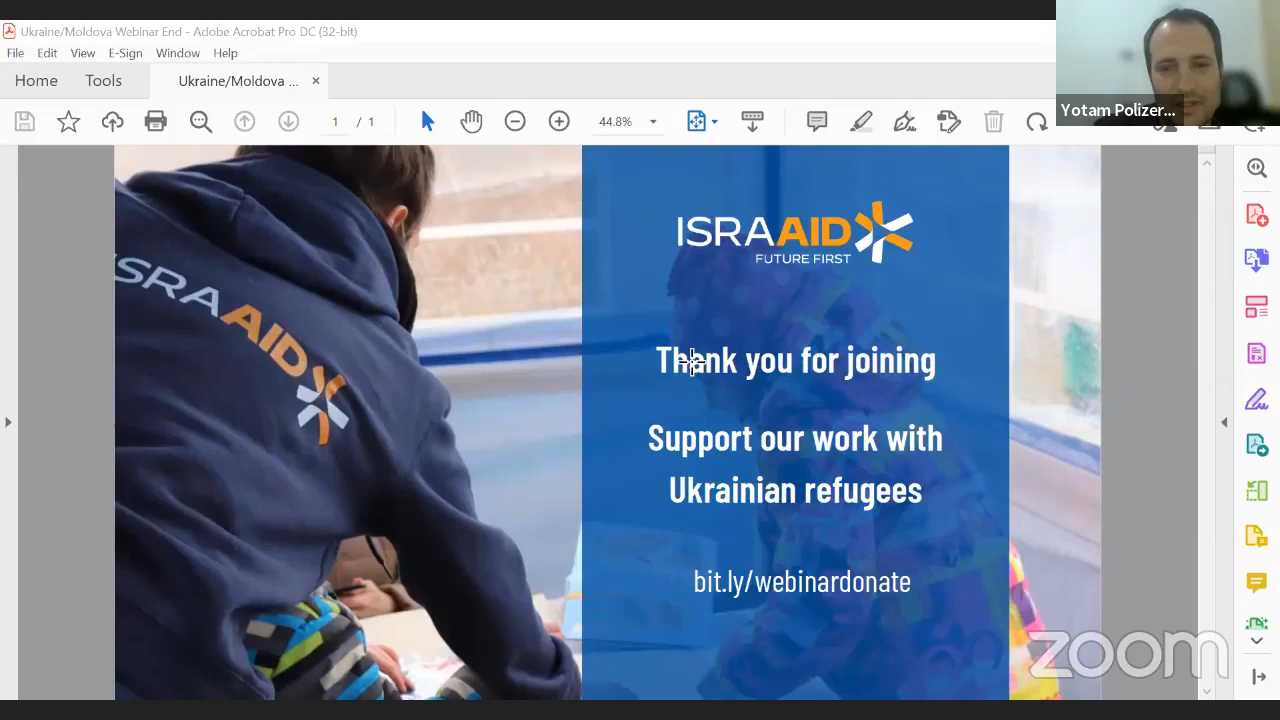 Ukraine/Moldova Webinar End - Adobe Acrobat Pro DC (32-bit)
File Edit View E-Sign Window Help
Home Tools Ukraine/Moldova ... ×
1 / 1 44.8%
Yotam Polizer...
ISRAAID
FUTURE FIRST
ISRAAID
Thank you for joining
Support our work with
Ukrainian refugees
bit.ly/webinardonate
zoom